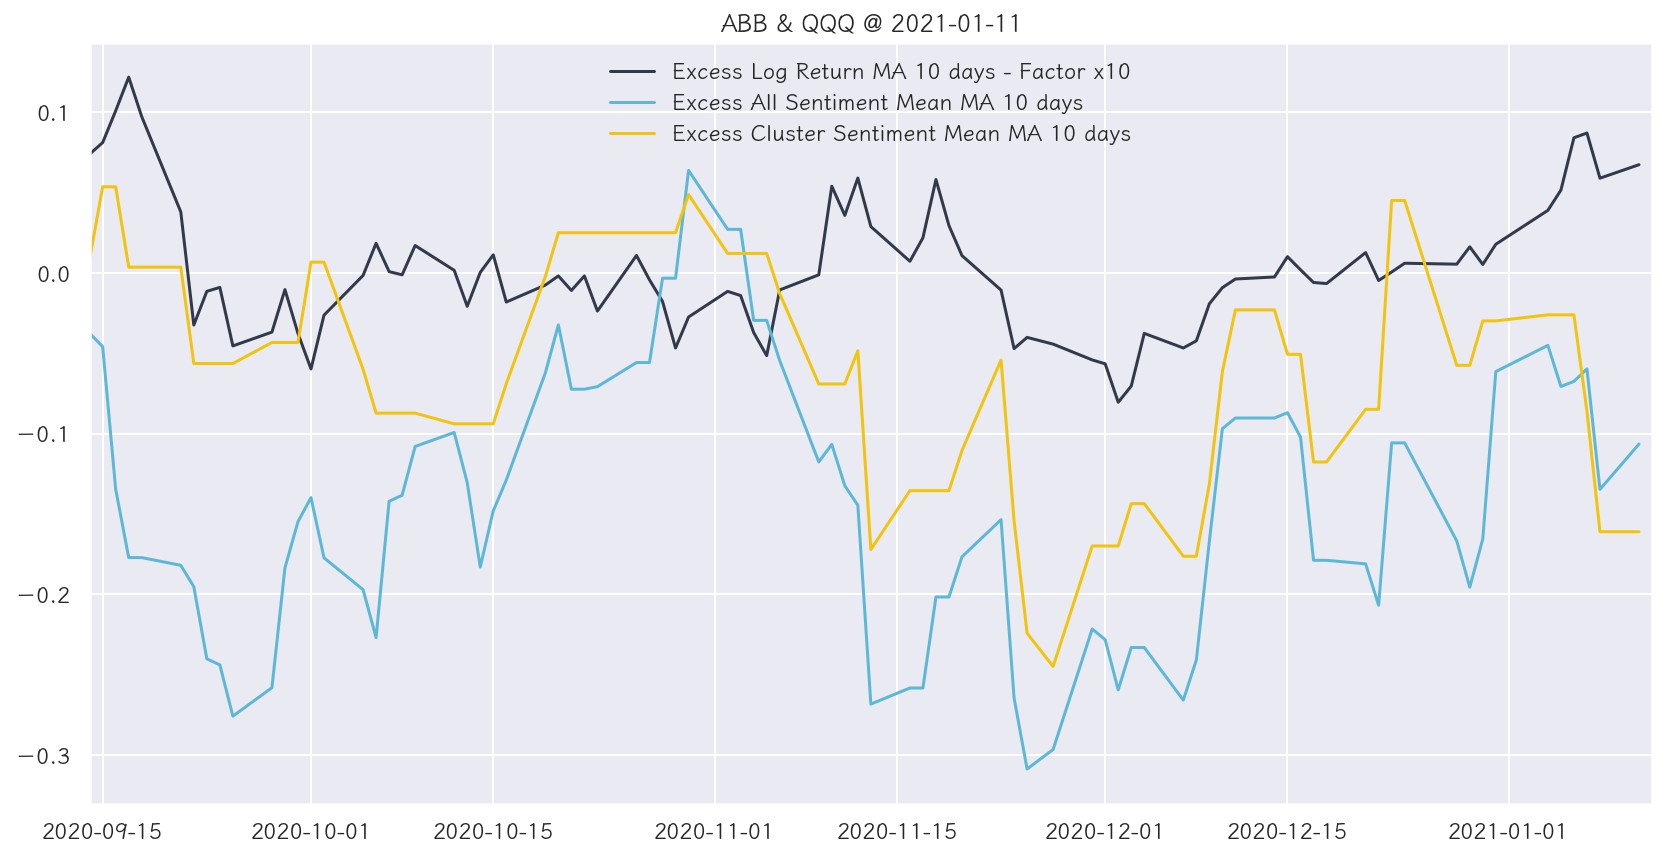 ABB & QQQ @ 2021-01-11
Excess Log Return MA 10 days - Factor x10
Excess All Sentiment Mean MA 10 days
Excess Cluster Sentiment Mean MA 10 days
0.1
0.0
−0.1
−0.2
−0.3
2020-09-15 2020-10-01 2020-10-15 2020-11-01 2020-11-15 2020-12-01 2020-12-15 2021-01-01